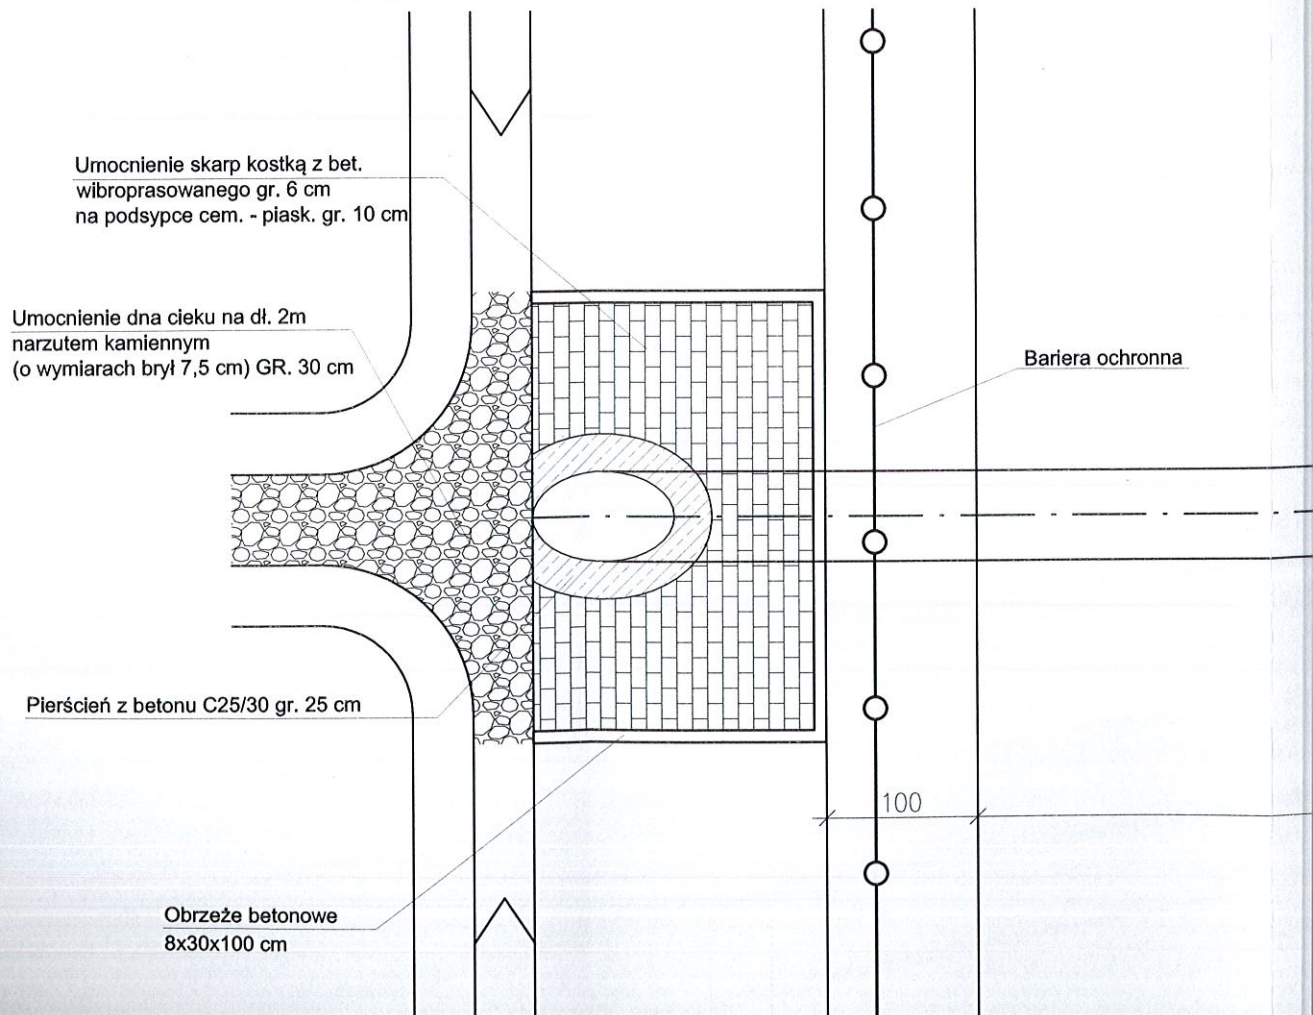 Umocnienie skarp kostką z bet.
wibroprasowanego gr. 6 cm
na podsypce cem. - piask. gr. 10 cm
Umocnienie dna cieku na dł. 2m
narzutem kamiennym
(o wymiarach brył 7,5 cm) GR. 30 cm
Bariera ochronna
Pierścień z betonu C25/30 gr. 25 cm
100
Obrzeże betonowe
8x30x100 cm